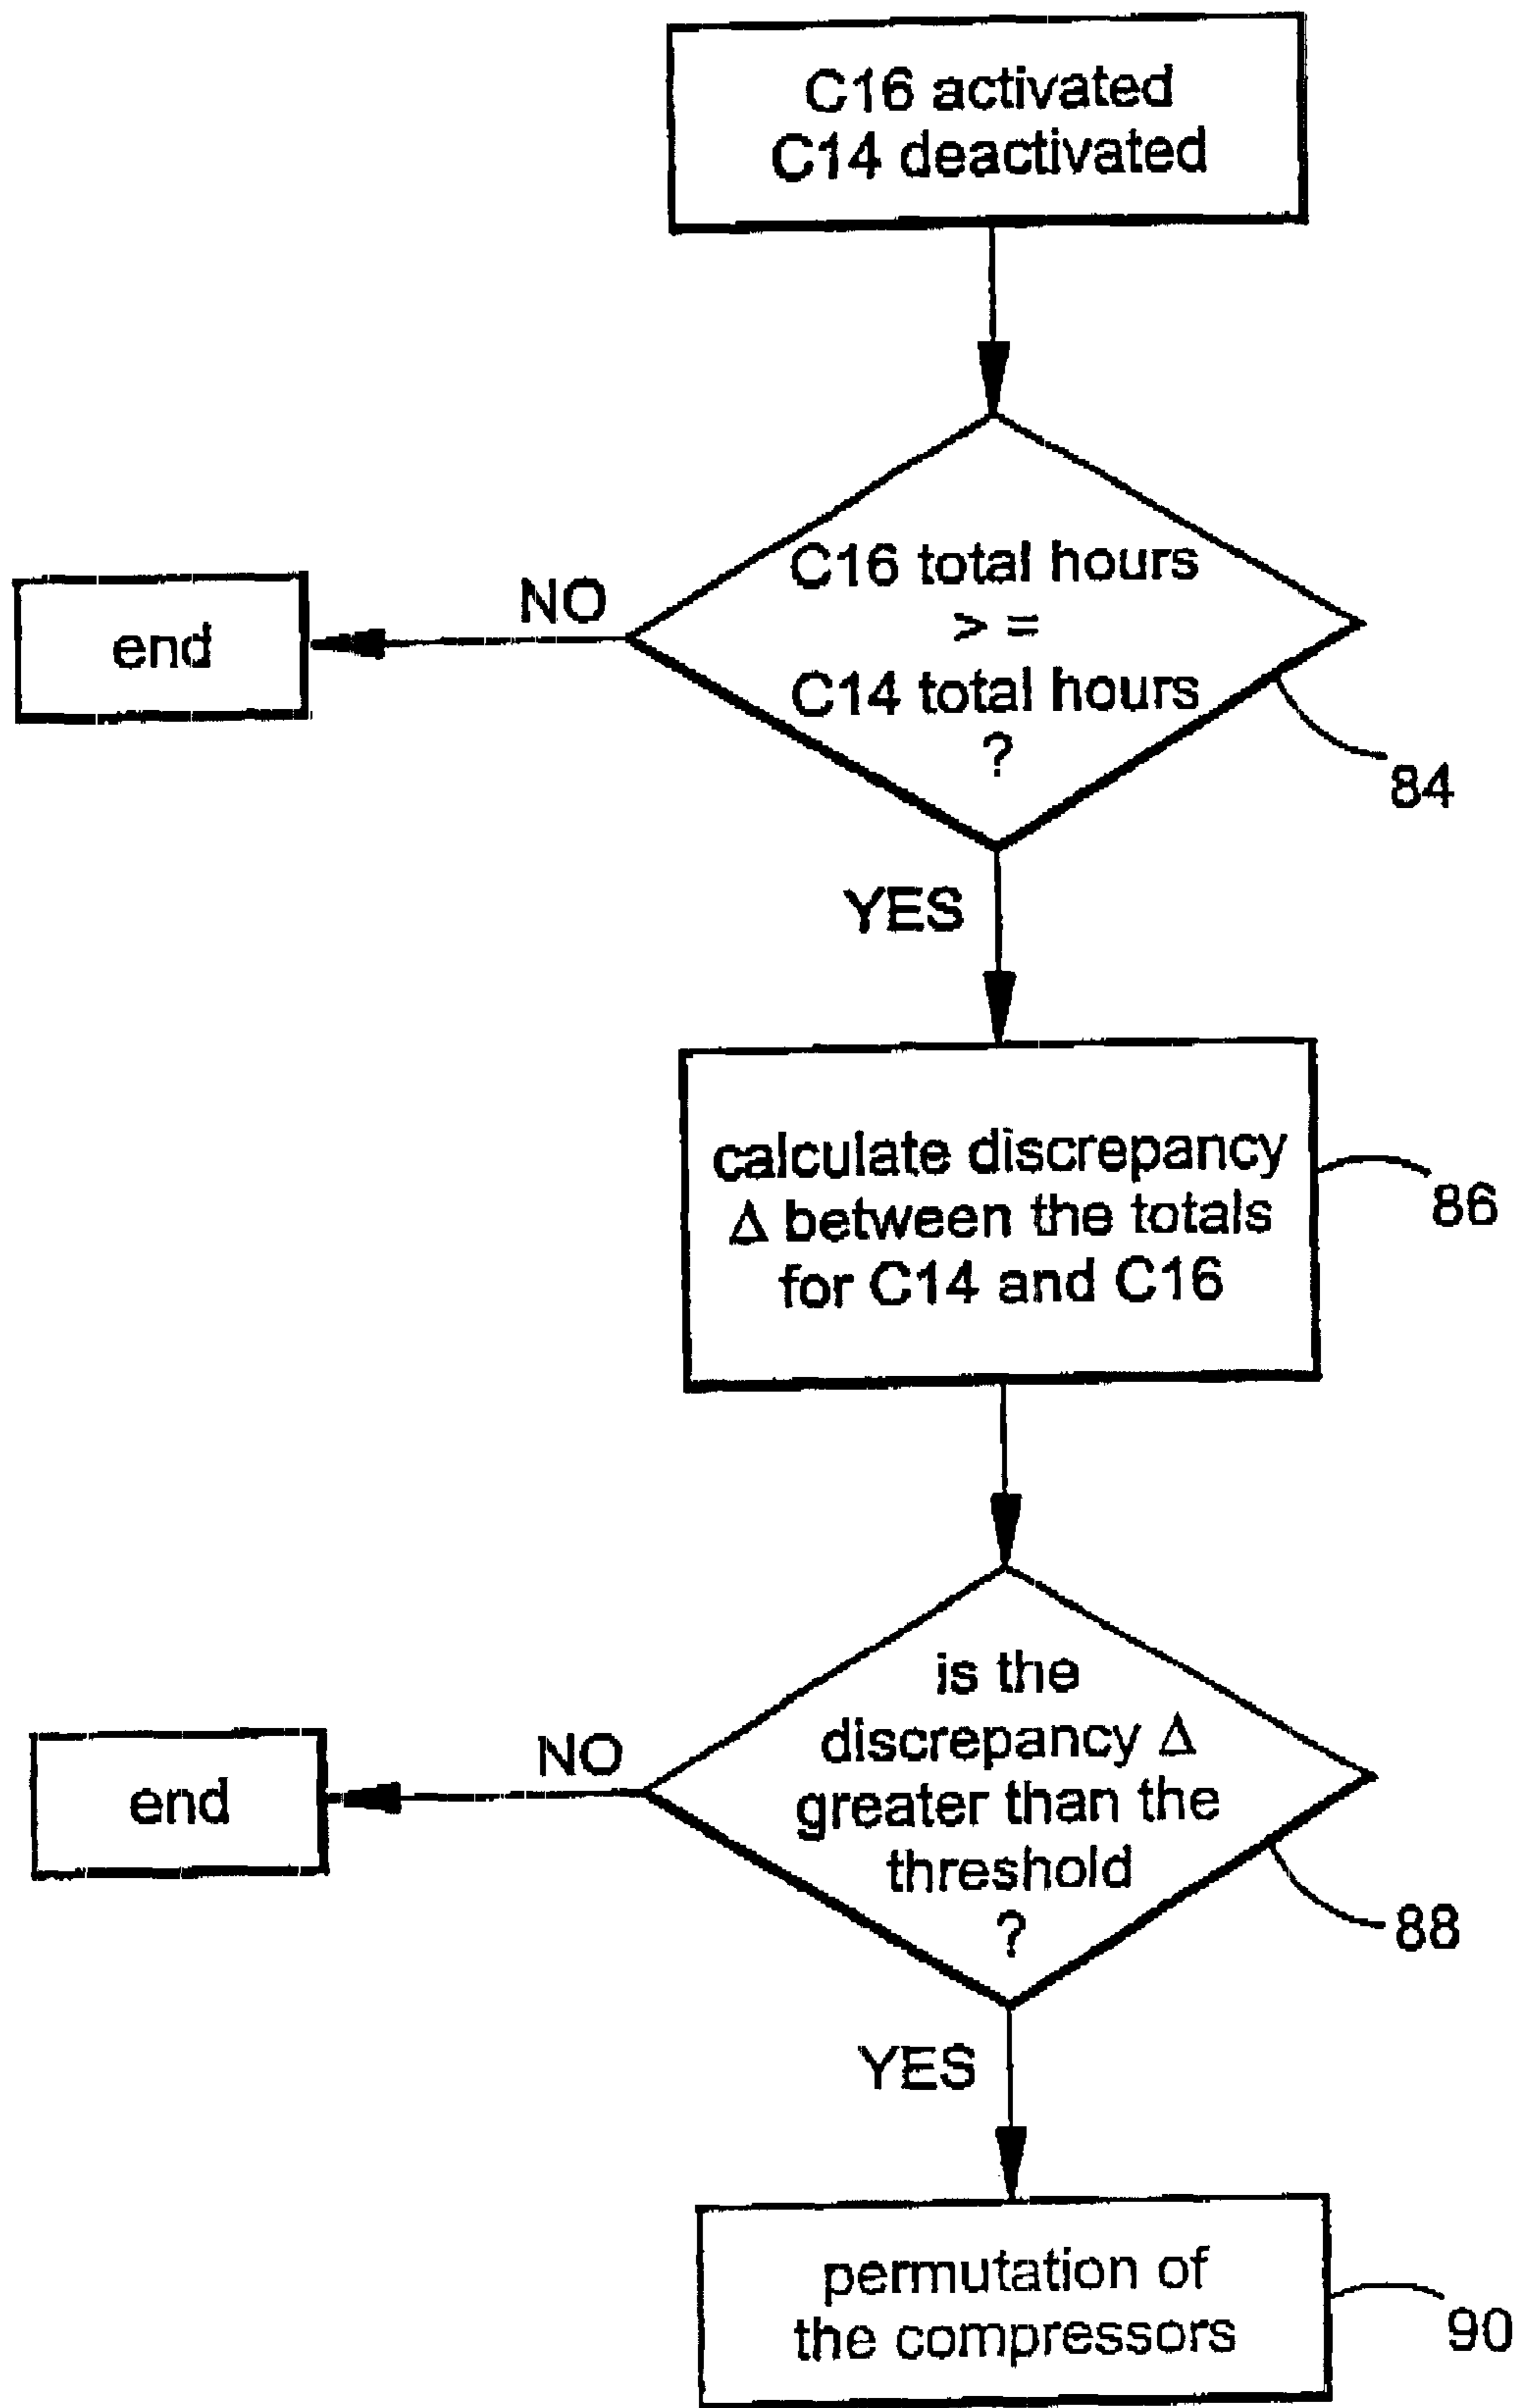 C16 activated
C14 deactivated
C16 total hours
> =
C14 total hours
?
84
NO
end
YES
calculate discrepancy
Δ between the totals
for C14 and C16
86
is the
discrepancy Δ
greater than the
threshold
?
88
NO
end
YES
permutation of
the compressors
90